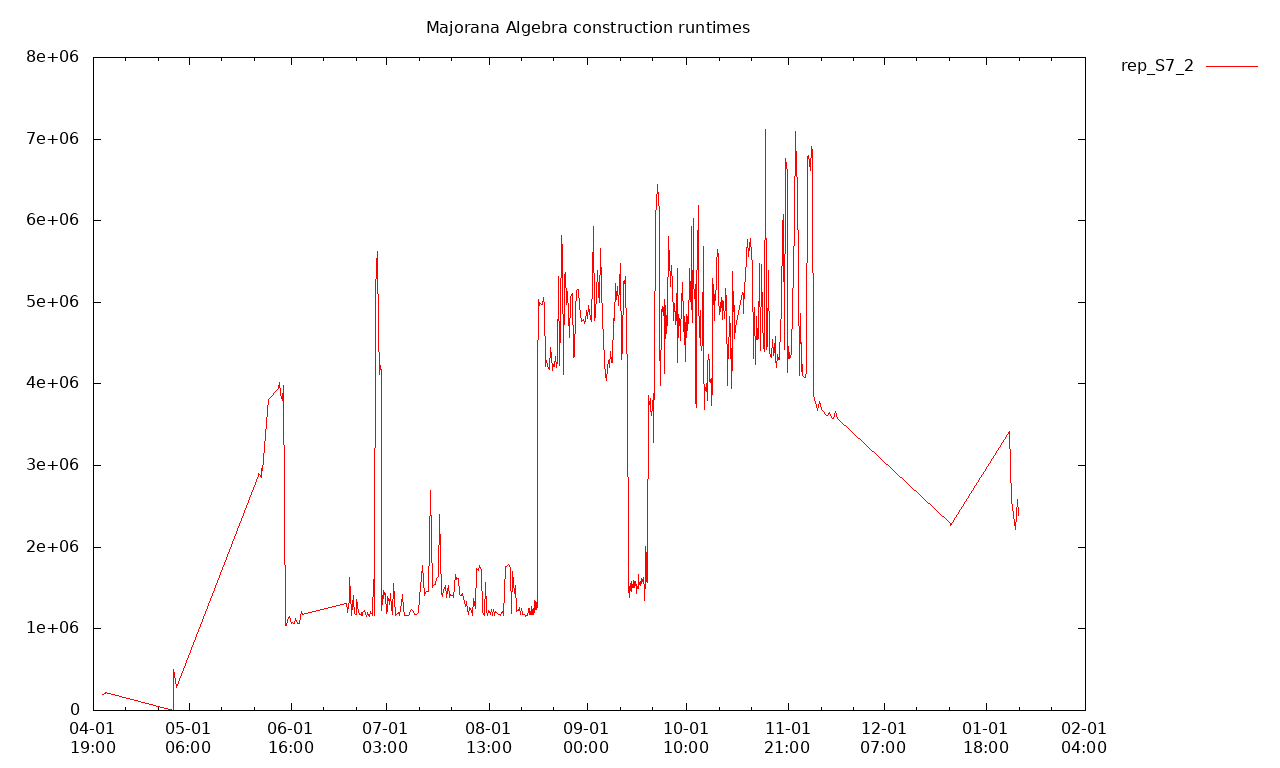 Majorana Algebra construction runtimes
8e+06
rep_S7_2
7e+06
6e+06
5e+06
4e+06
3e+06
2e+06
1e+06
0
04-01 05-01 06-01 07-01 08-01 09-01 10-01 11-01 12-01 01-01 02-01
19:00 06:00 16:00 03:00 13:00 00:00 10:00 21:00 07:00 18:00 04:00